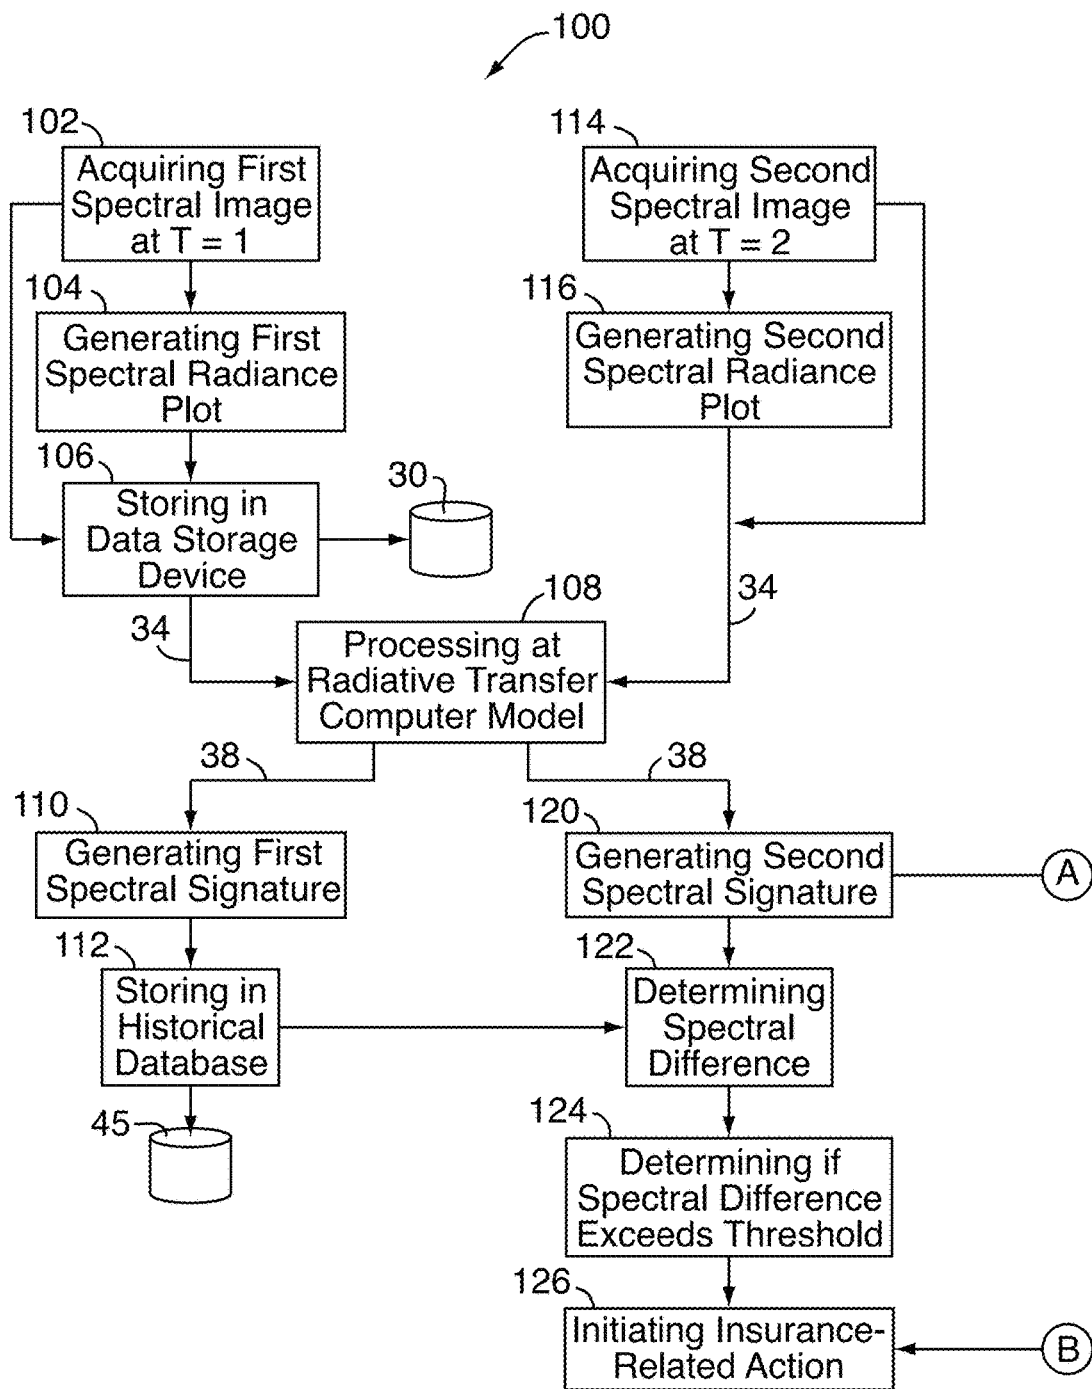 100
102
Acquiring First
Spectral Image
at T = 1
114
Acquiring Second
Spectral Image
at T = 2
104
Generating First
Spectral Radiance
Plot
116
Generating Second
Spectral Radiance
Plot
106
Storing in
Data Storage
Device
30
34
108
Processing at
Radiative Transfer
Computer Model
34
38
38
110
Generating First
Spectral Signature
120
Generating Second
Spectral Signature
A
112
Storing in
Historical
Database
122
Determining
Spectral
Difference
45
124
Determining if
Spectral Difference
Exceeds Threshold
126
Initiating Insurance-
Related Action
B